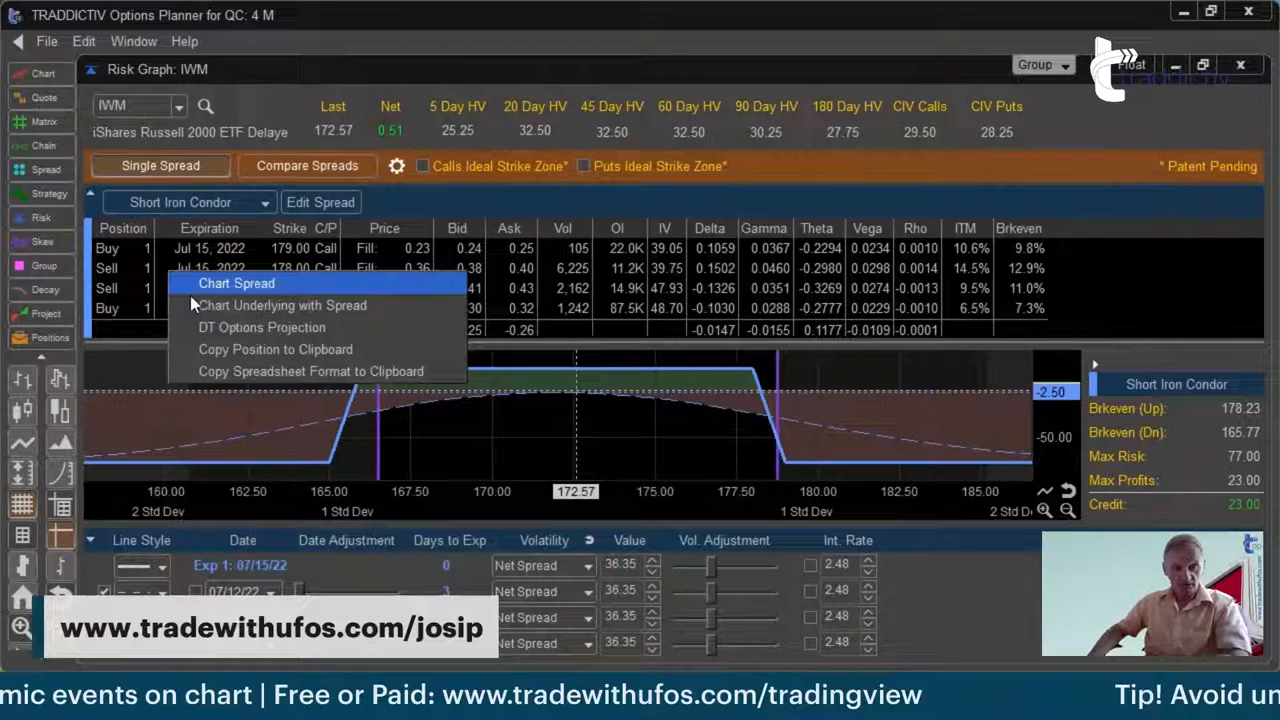 TRADDICTIV Options Planner for QC: 4 M
File Edit Window Help
Chart
Quote
Matrix
Chain
Spread
Strategy
Risk
Skew
Group
Decay
Project
Positions
Risk Graph: IWM
Group
Float
IWM
iShares Russell 2000 ETF Delaye
Last Net 5 Day HV 20 Day HV 45 Day HV 60 Day HV 90 Day HV 180 Day HV CIV Calls CIV Puts
172.57 0.51 25.25 32.50 32.50 32.50 30.25 27.75 29.50 28.25
Single Spread Compare Spreads Calls Ideal Strike Zone* Puts Ideal Strike Zone* * Patent Pending
Short Iron Condor Edit Spread
Position Expiration Strike C/P Price Bid Ask Vol OI IV Delta Gamma Theta Vega Rho ITM Brkeven
Buy 1 Jul 15, 2022 179.00 Call Fill: 0.23 0.24 0.25 105 22.0K 39.05 0.1059 0.0367 -0.2294 0.0234 0.0010 10.6% 9.8%
Sell 1 Jul 15, 2022 178.00 Call Fill: 0.36 0.38 0.40 6,225 11.2K 39.75 0.1502 0.0460 -0.2980 0.0298 0.0014 14.5% 12.9%
Sell 1 41 0.43 2,162 14.9K 47.93 -0.1326 0.0351 -0.3240 0.0273 -0.0013 9.5% 11.0%
Buy 1 30 0.32 1,242 87.5K 48.70 -0.1030 0.0288 -0.2792 0.0228 -0.0010 6.5% 7.3%
25 -0.26 -0.0147 -0.0155 0.1177 -0.0109 -0.0001
Chart Spread
Chart Underlying with Spread
DT Options Projection
Copy Position to Clipboard
Copy Spreadsheet Format to Clipboard
-2.50
-50.00
160.00 162.50 165.00 167.50 170.00 172.57 175.00 177.50 180.00 182.50 185.00
2 Std Dev 1 Std Dev 1 Std Dev 2 Std D
Short Iron Condor
Brkeven (Up): 178.23
Brkeven (Dn): 165.77
Max Risk: 77.00
Max Profits: 23.00
Credit: 23.00
Line Style Date Date Adjustment Days to Exp Volatility Value Vol. Adjustment Int. Rate
Exp 1: 07/15/22 0 Net Spread 36.35 2.48
07/12/22 3 Net Spread 36.35 2.48
Net Spread 36.35 2.48
Net Spread 36.35 2.48
www.tradewithufos.com/josip
mic events on chart | Free or Paid: www.tradewithufos.com/tradingview Tip! Avoid un